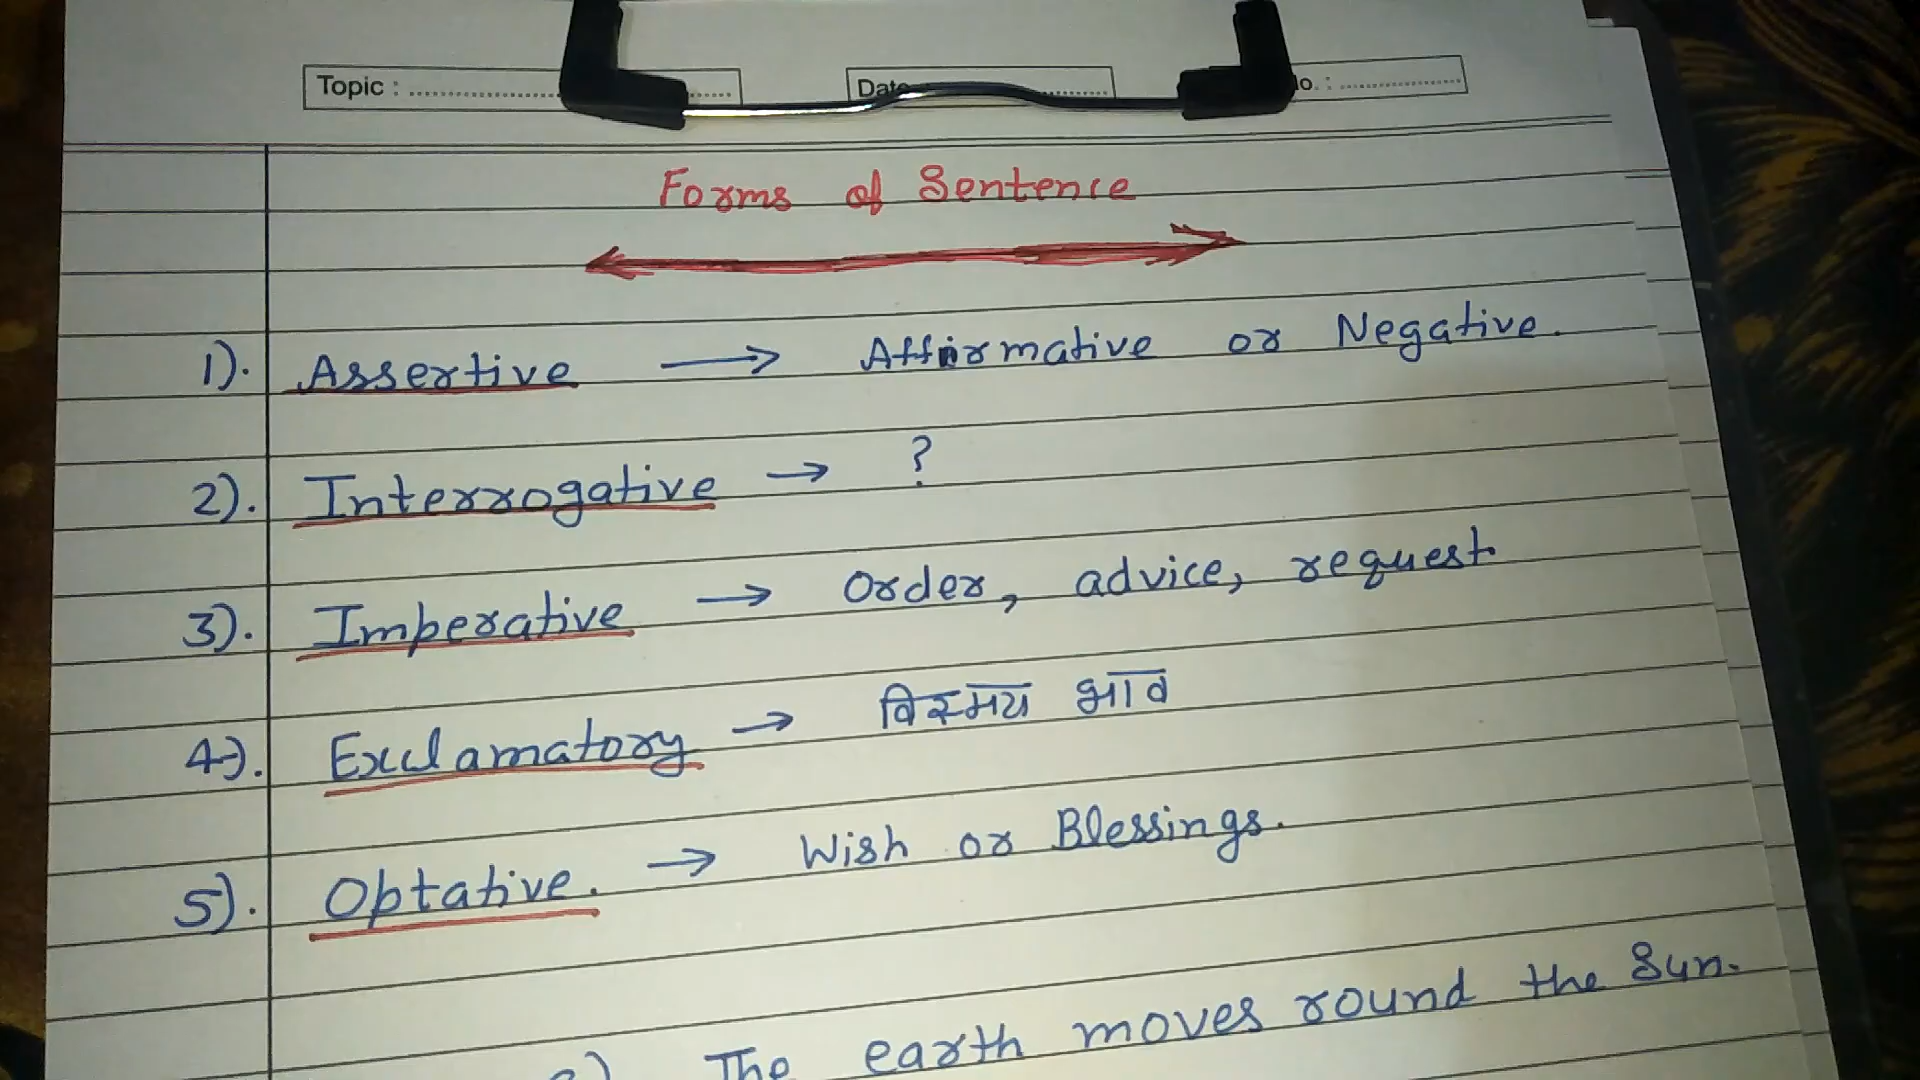 Topic : Date No. :
Forms of Sentence
1). Assertive → Affirmative or Negative.
2). Interrogative → ?
3). Imperative → Order, advice, request.
4). Exclamatory → विस्मय भाव
5). Optative. → Wish or Blessings.
The earth moves round the Sun.